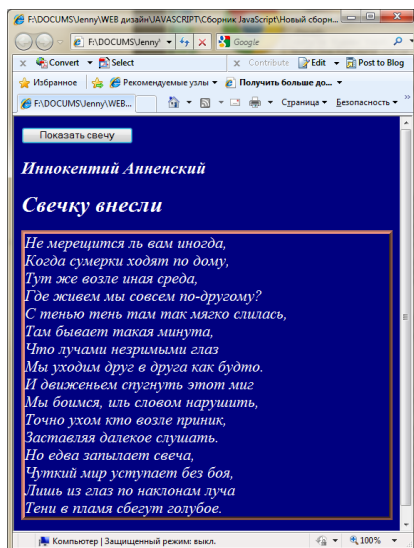 F:\DOCUMS\Jenny\WEB дизайн\JAVASCRIPT\Сборник JavaScript\Новый сборн...
F:\DOCUMS\Jenny\
Google
x Convert Select
x Contribute Edit Post to Blog
Избранное Рекомендуемые узлы Получить больше до...
F:\DOCUMS\Jenny\WEB...
Страница Безопасность »
Показать свечу
Иннокентий Анненский
Свечку внесли
Не мерещится ль вам иногда,
Когда сумерки ходят по дому,
Тут же возле иная среда,
Где живем мы совсем по-другому?
С тенью тень там так мягко слилась,
Там бывает такая минута,
Что лучами незримыми глаз
Мы уходим друг в друга как будто.
И движеньем спугнуть этот миг
Мы боимся, иль словом нарушить,
Точно ухом кто возле приник,
Заставляя далекое слушать.
Но едва запылает свеча,
Чуткий мир уступает без боя,
Лишь из глаз по наклонам луча
Тени в пламя сбегут голубое.
Компьютер | Защищенный режим: выкл.
100%